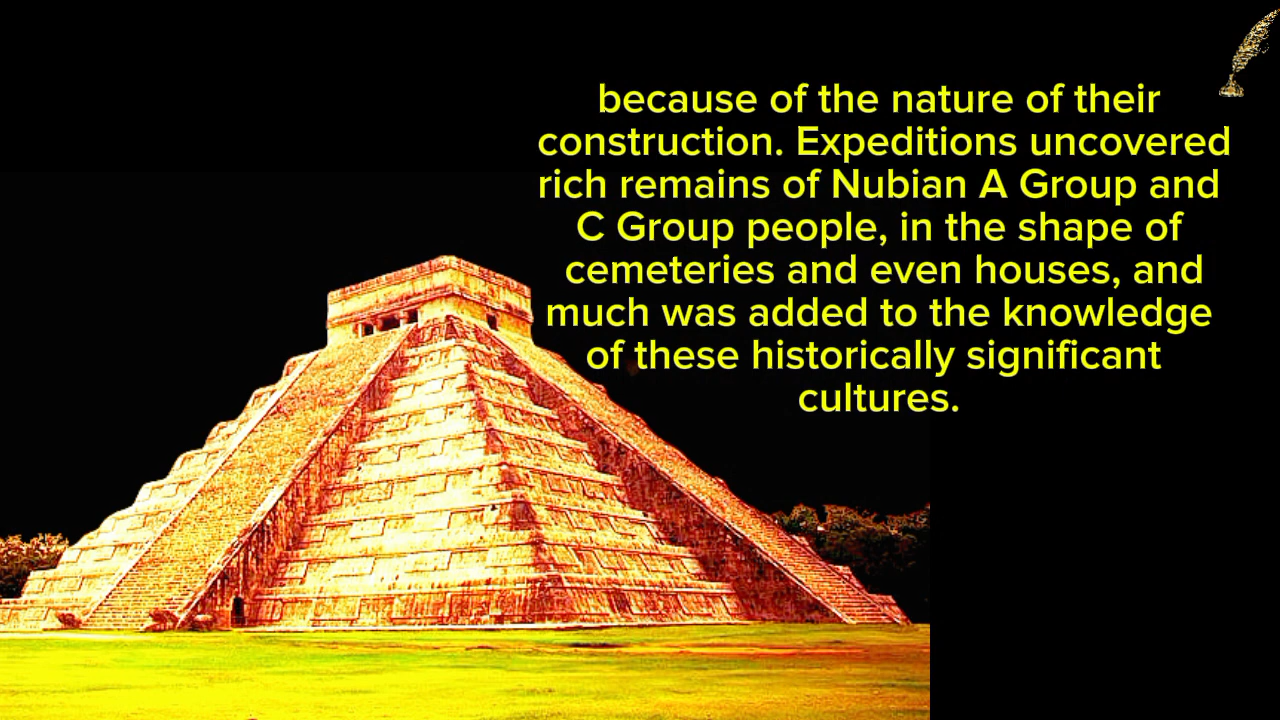 because of the nature of their
construction. Expeditions uncovered
rich remains of Nubian A Group and
C Group people, in the shape of
cemeteries and even houses, and
much was added to the knowledge
of these historically significant
cultures.